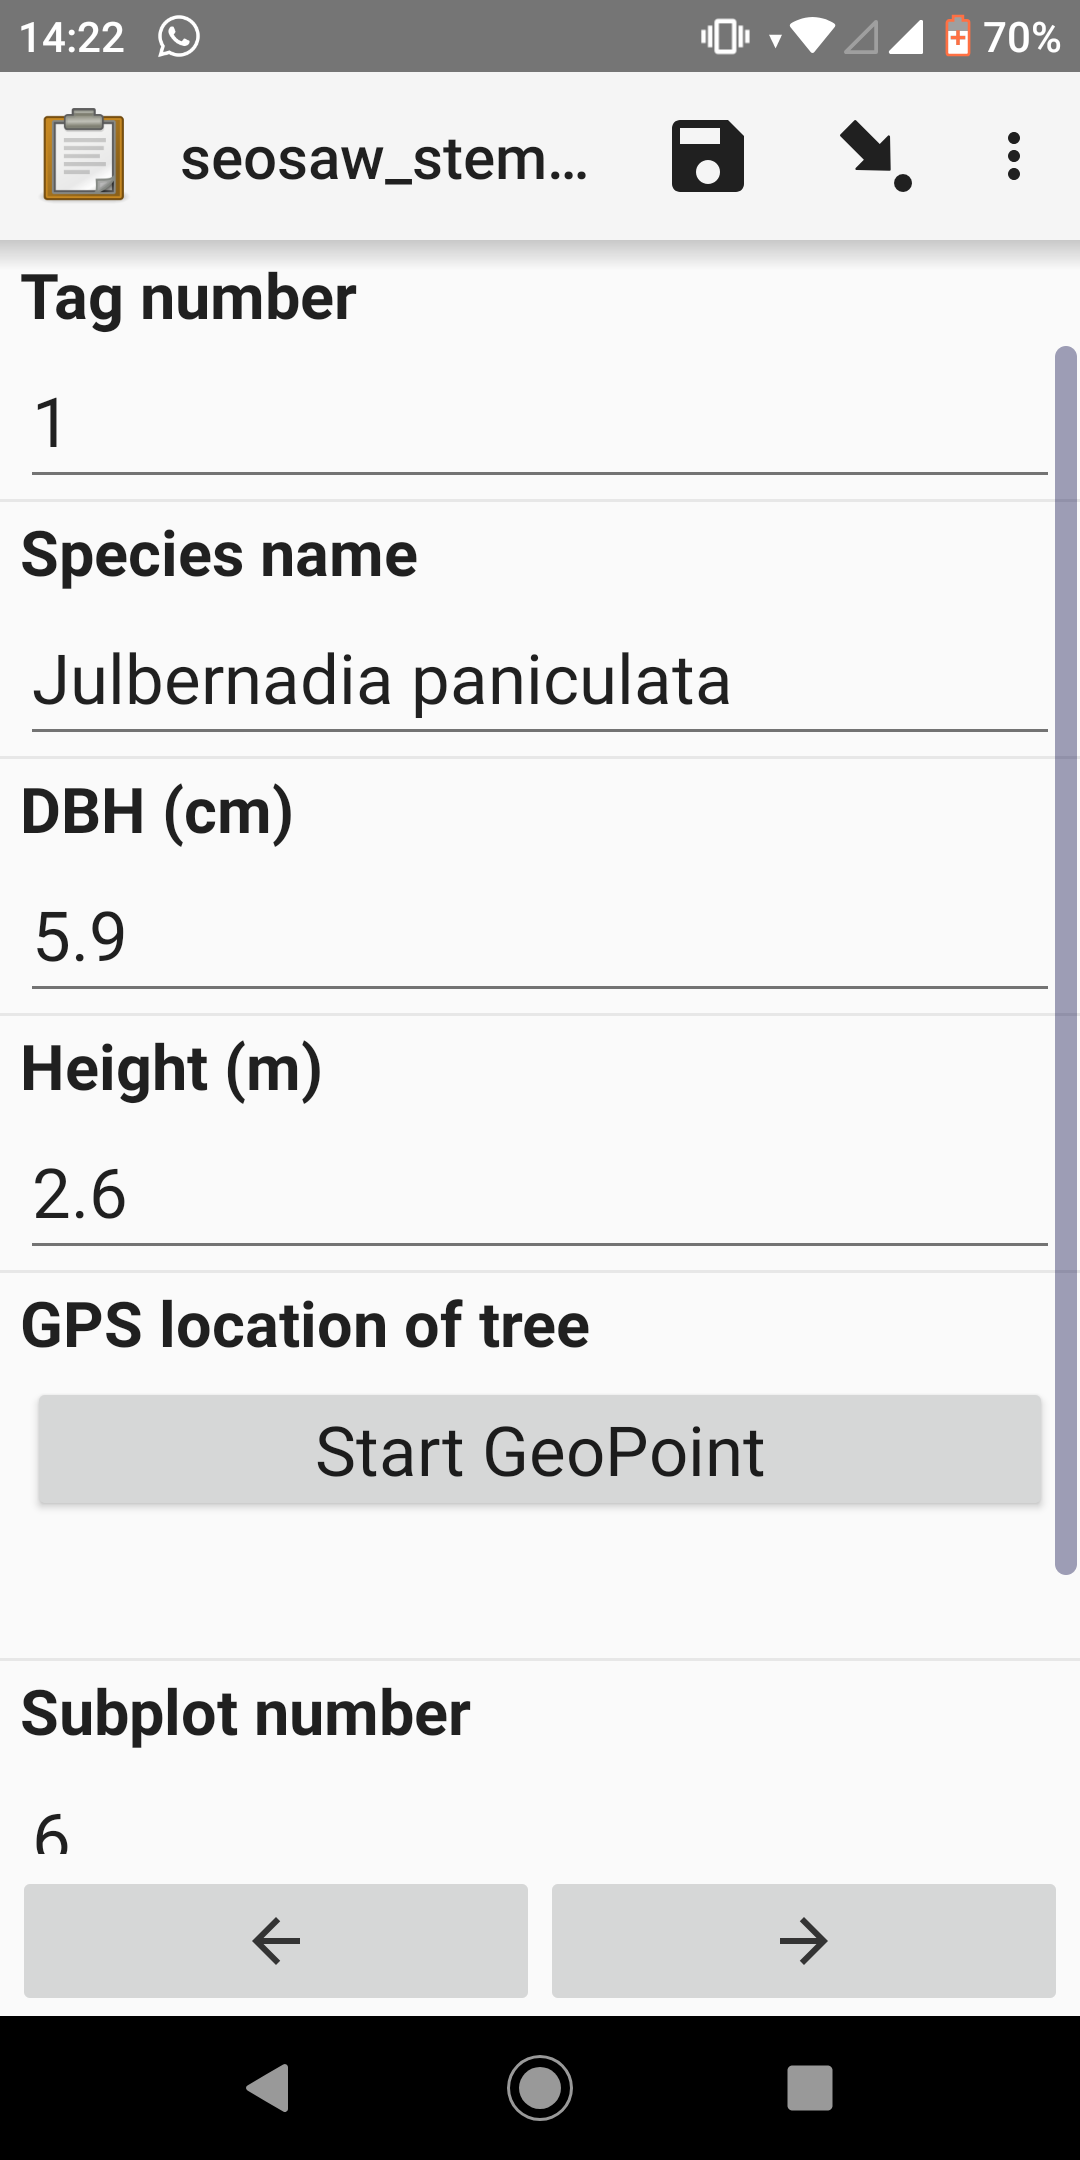 14:22
70%
seosaw_stem...
Tag number
1
Species name
Julbernadia paniculata
DBH (cm)
5.9
Height (m)
2.6
GPS location of tree
Start GeoPoint
Subplot number
6